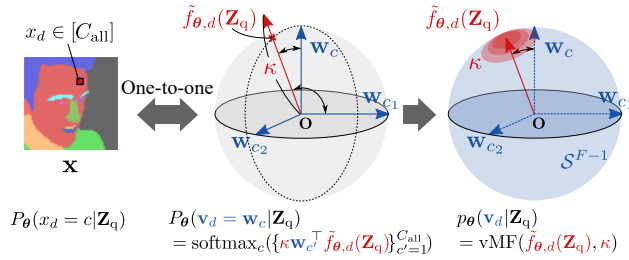 x_d ∈ [C_all]
One-to-one
x
f̃_θ,d(Z_q)
κ
w_c
w_c1
w_c2
O
f̃_θ,d(Z_q)
κ
w_c
w_c1
w_c2
O
S^{F−1}
P_θ(x_d = c|Z_q)
P_θ(v_d = w_c|Z_q)
= softmax_c({κw_c'^⊤ f̃_θ,d(Z_q)}_{c'=1}^{C_all})
p_θ(v_d|Z_q)
= vMF(f̃_θ,d(Z_q), κ)